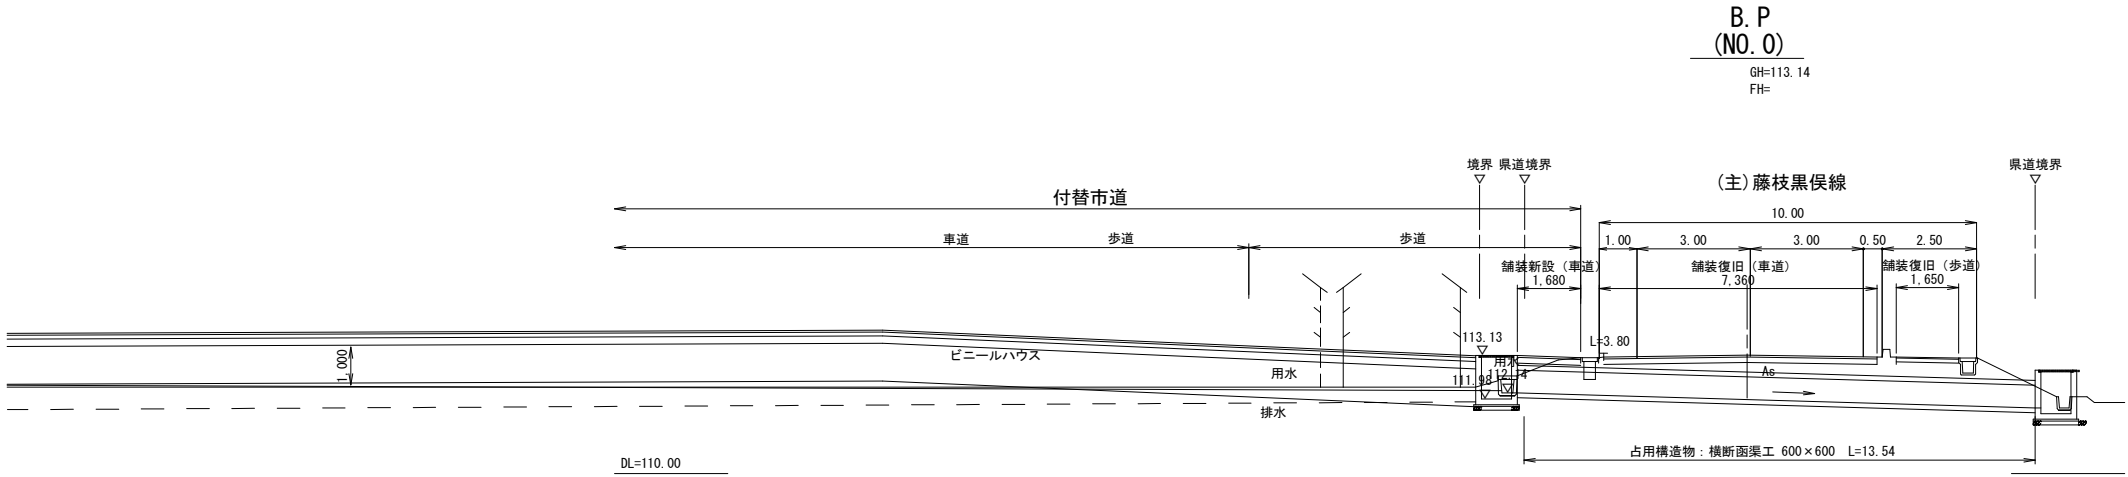 B.P
(NO.0)
GH=113.14
FH=
境界 県道境界
(主)藤枝黒俣線
県道境界
付替市道
10.00
車道
歩道
歩道
1.00
3.00
3.00
0.50
2.50
舗装新設(車道)
舗装復旧(車道)
舗装復旧(歩道)
1,680
7,360
1,650
113.13
L=3.80
1,000
ビニールハウス
用水
用水
As
111.98
112.14
排水
占用構造物:横断函渠工 600×600 L=13.54
DL=110.00